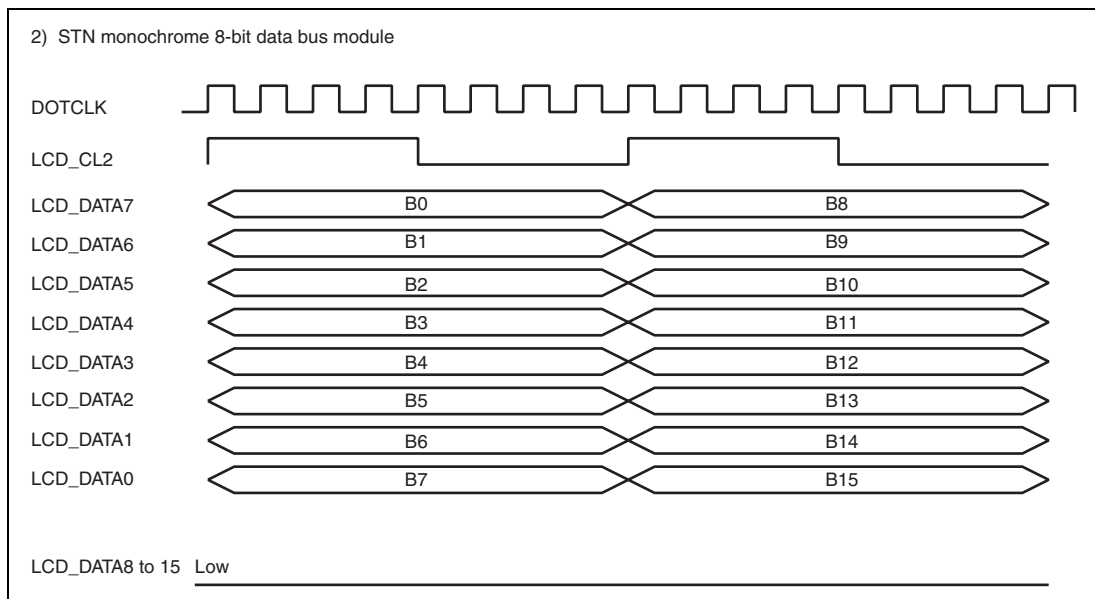 2) STN monochrome 8-bit data bus module
DOTCLK
LCD_CL2
LCD_DATA7 B0 B8
LCD_DATA6 B1 B9
LCD_DATA5 B2 B10
LCD_DATA4 B3 B11
LCD_DATA3 B4 B12
LCD_DATA2 B5 B13
LCD_DATA1 B6 B14
LCD_DATA0 B7 B15
LCD_DATA8 to 15 Low